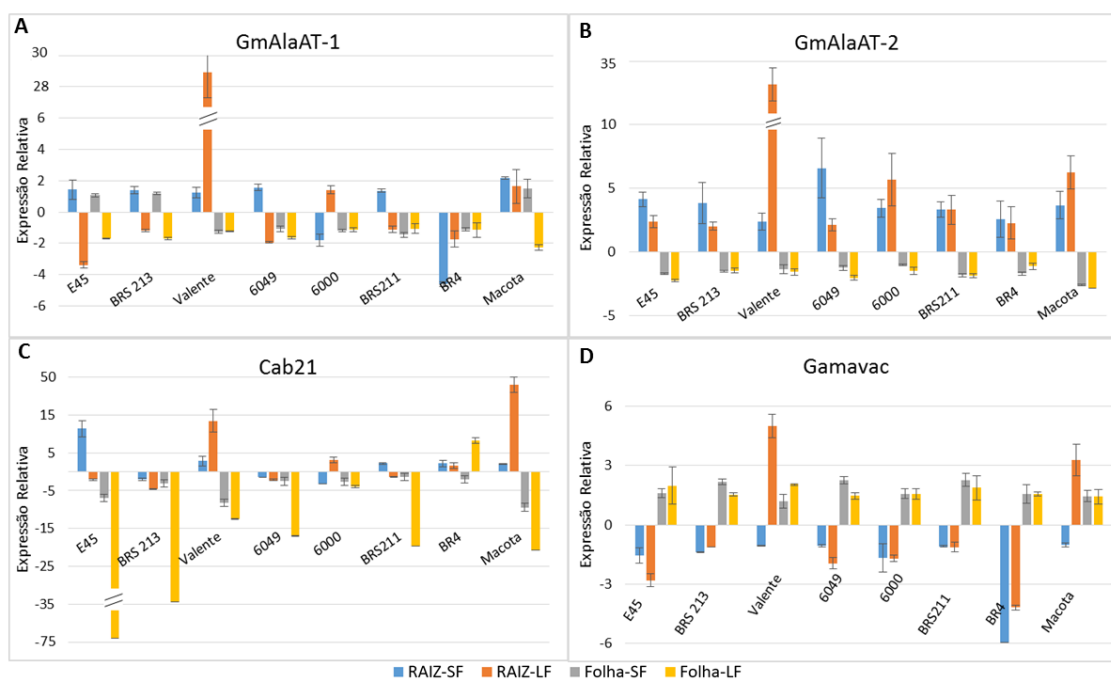 A
GmAlaAT-1
Expressão Relativa
30
28
6
4
2
0
-2
-4
-6
E45
BRS 213
Valente
6049
6000
BRS211
BR4
Macota
B
GmAlaAT-2
Expressão Relativa
35
10
5
0
-5
E45
BRS 213
Valente
6049
6000
BRS211
BR4
Macota
C
Cab21
Expressão Relativa
50
15
5
-5
-15
-25
-35
-75
E45
BRS 213
Valente
6049
6000
BRS211
BR4
Macota
D
Gamavac
Expressão Relativa
6
3
0
-3
-6
E45
BRS 213
Valente
6049
6000
BRS211
BR4
Macota
RAIZ-SF RAIZ-LF Folha-SF Folha-LF